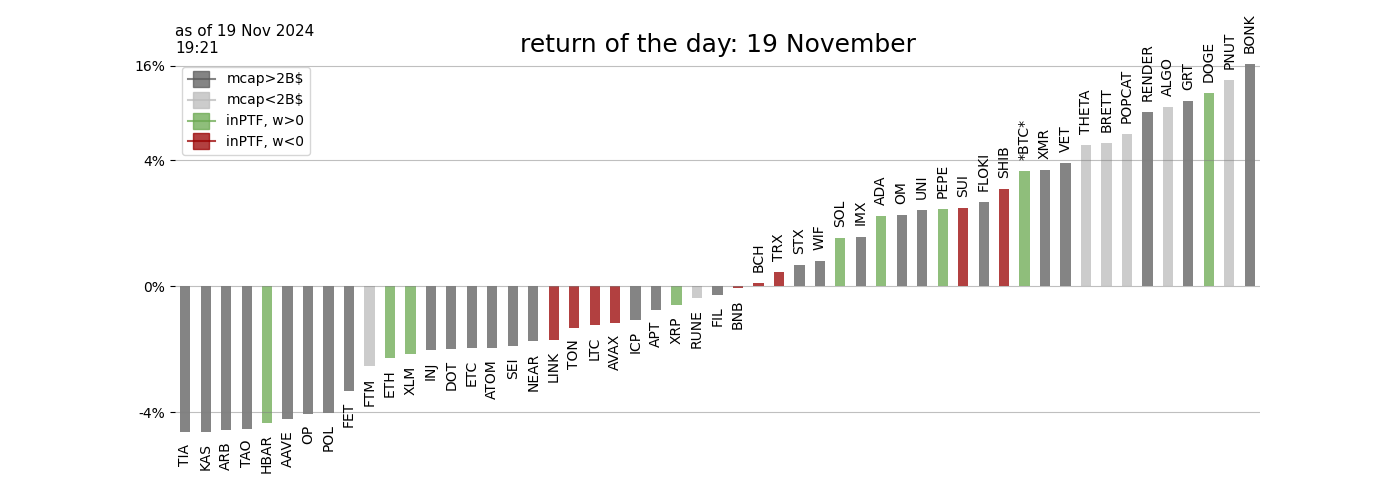 as of 19 Nov 2024
19:21
return of the day: 19 November
16%
4%
0%
-4%
mcap>2B$
mcap<2B$
inPTF, w>0
inPTF, w<0
TIA
KAS
ARB
TAO
HBAR
AAVE
OP
POL
FET
FTM
ETH
XLM
INJ
DOT
ETC
ATOM
SEI
NEAR
LINK
TON
LTC
AVAX
ICP
APT
XRP
RUNE
FIL
BNB
BCH
TRX
STX
WIF
SOL
IMX
ADA
OM
UNI
PEPE
SUI
FLOKI
SHIB
*BTC*
XMR
VET
THETA
BRETT
POPCAT
RENDER
ALGO
GRT
DOGE
PNUT
BONK